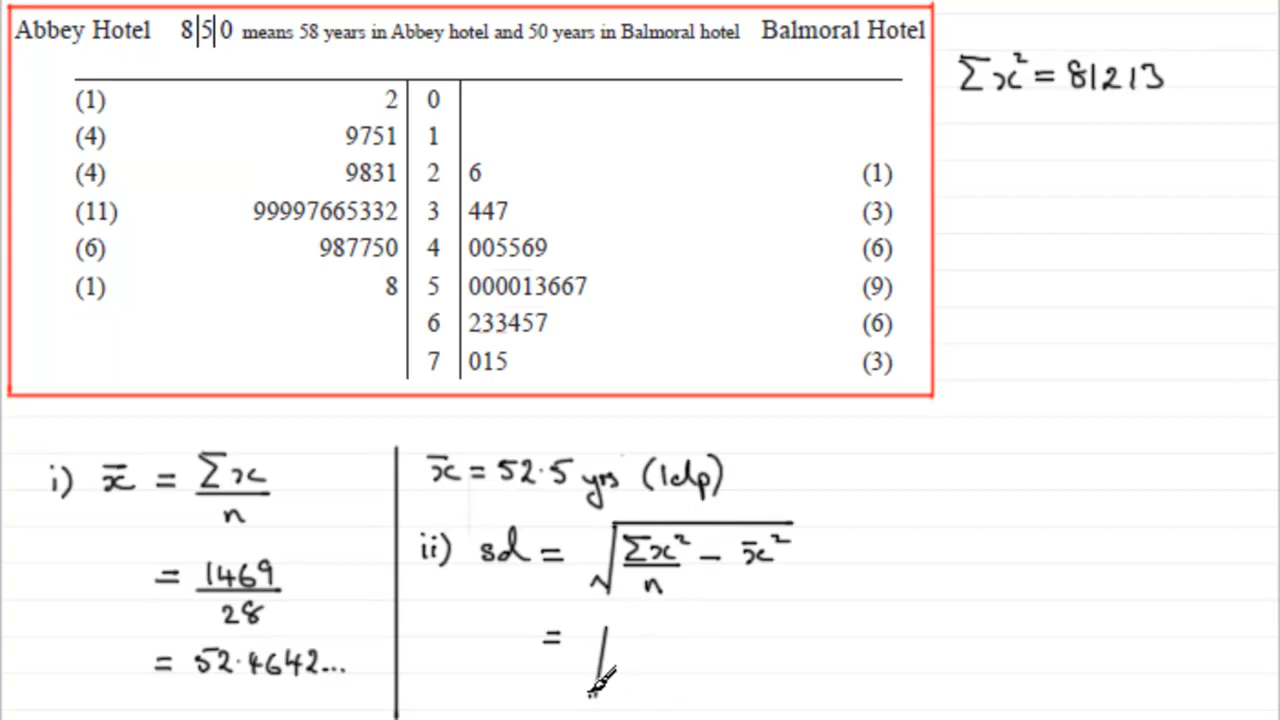 Abbey Hotel 8|5|0 means 58 years in Abbey hotel and 50 years in Balmoral hotel Balmoral Hotel
(1) 2 0
(4) 9751 1
(4) 9831 2 6 (1)
(11) 99997665332 3 447 (3)
(6) 987750 4 005569 (6)
(1) 8 5 000013667 (9)
6 233457 (6)
7 015 (3)
Σx² = 81213
i) x̄ = Σx
n
= 1469
28
= 52·4642...
x̄ = 52·5 yrs (1dp)
ii) sd = √ Σx² − x̄²
n
=